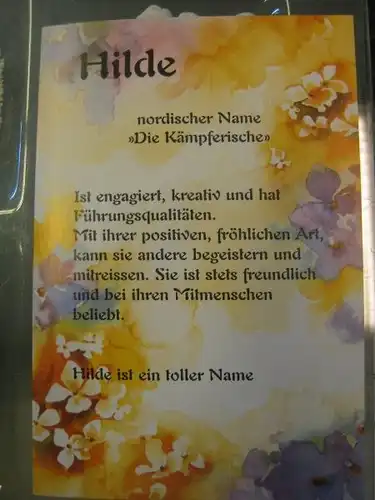 Hilde
nordischer Name
»Die Kämpferische«
Ist engagiert, kreativ und hat
Führungsqualitäten.
Mit ihrer positiven, fröhlichen Art,
kann sie andere begeistern und
mitreissen. Sie ist stets freundlich
und bei ihren Mitmenschen
beliebt.
Hilde ist ein toller Name